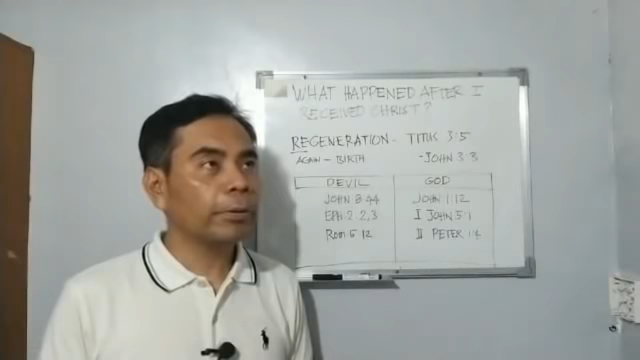 WHAT HAPPENED AFTER I
RECEIVED CHRIST?
REGENERATION - TITUS 3:5
AGAIN - BIRTH - JOHN 3:3
DEVIL GOD
JOHN 8:44 JOHN 1:12
EPH. 2:2,3 I JOHN 5:1
ROM 5:12 II PETER 1:4